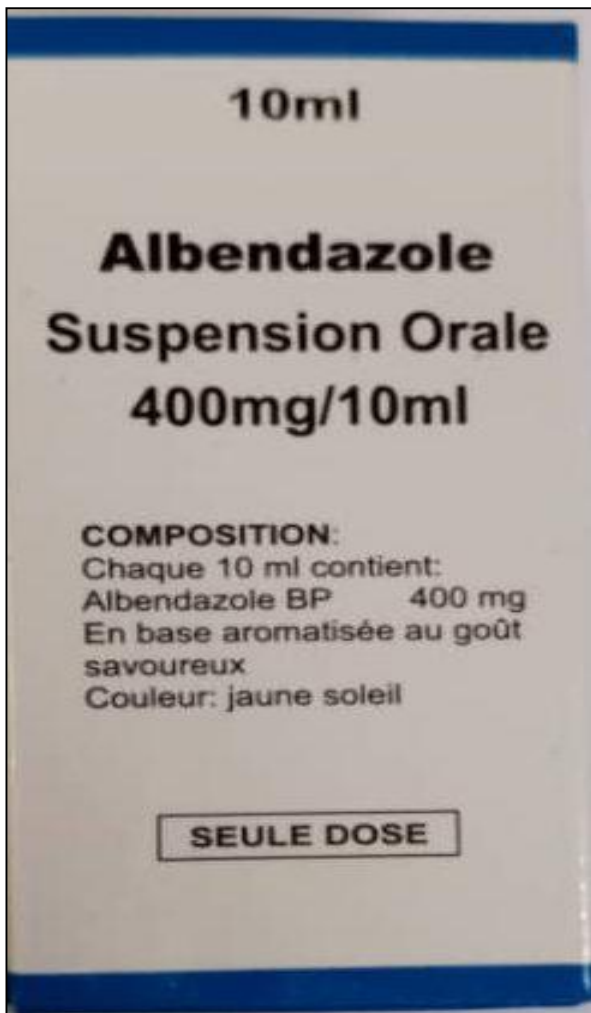 10ml
Albendazole
Suspension Orale
400mg/10ml
COMPOSITION:
Chaque 10 ml contient:
Albendazole BP 400 mg
En base aromatisée au goût
savoureux
Couleur: jaune soleil
SEULE DOSE